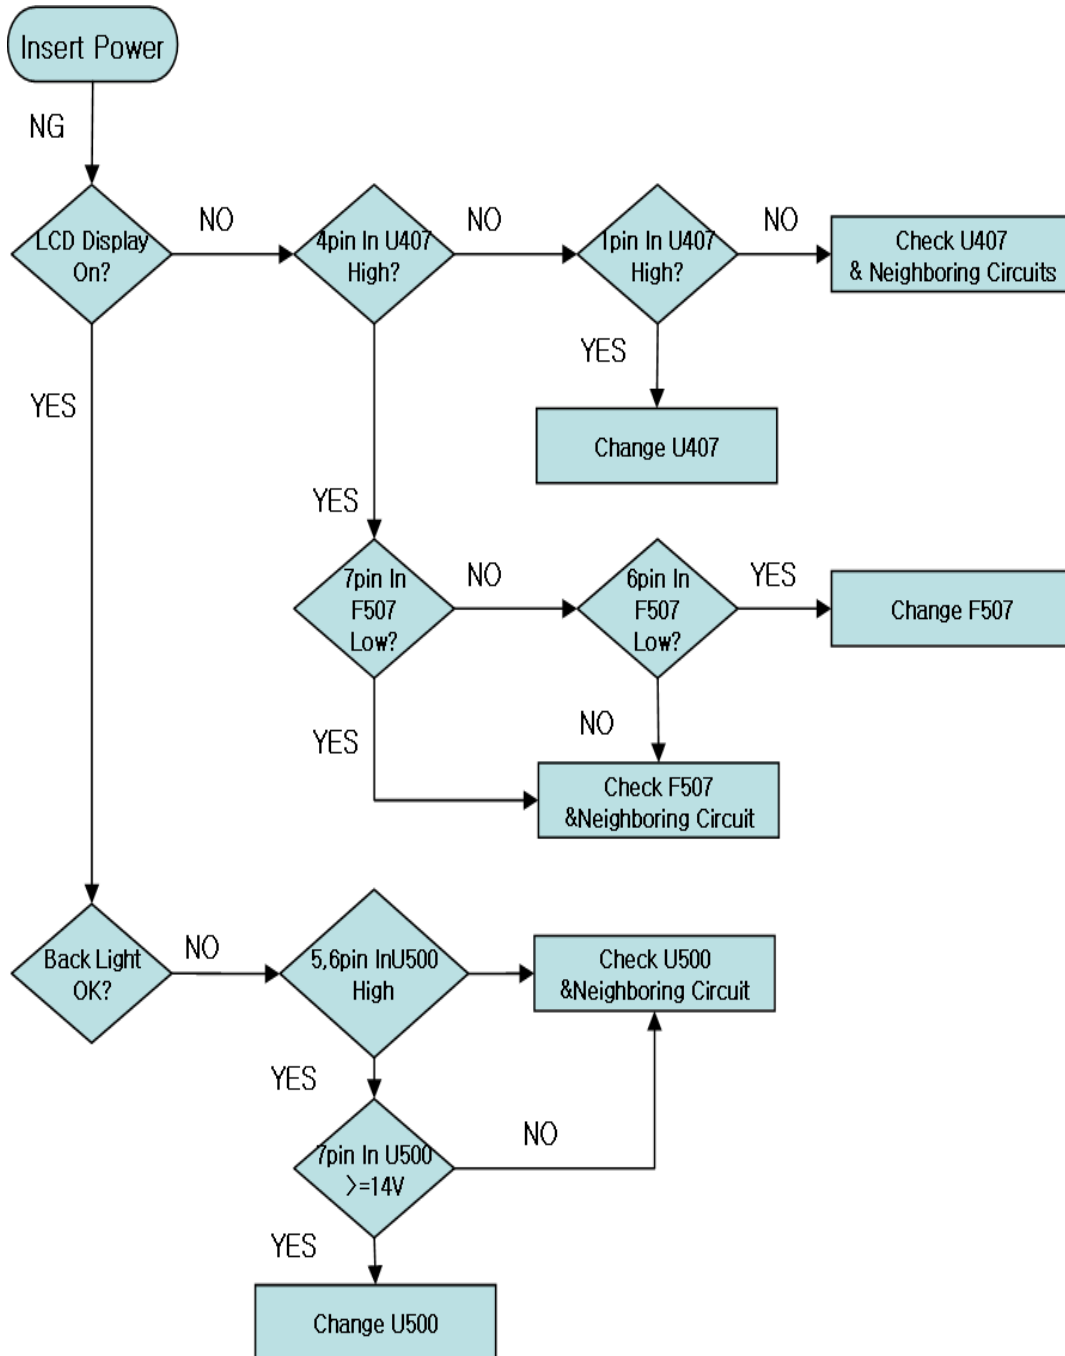 Insert Power
NG
LCD Display
On?
NO
4pin In U407
High?
NO
1pin In U407
High?
NO
Check U407
& Neighboring Circuits
YES
YES
Change U407
YES
7pin In
F507
Low?
NO
6pin In
F507
Low?
YES
Change F507
YES
NO
Check F507
&Neighboring Circuit
Back Light
OK?
NO
5,6pin InU500
High
Check U500
&Neighboring Circuit
YES
7pin In U500
>=14V
NO
YES
Change U500